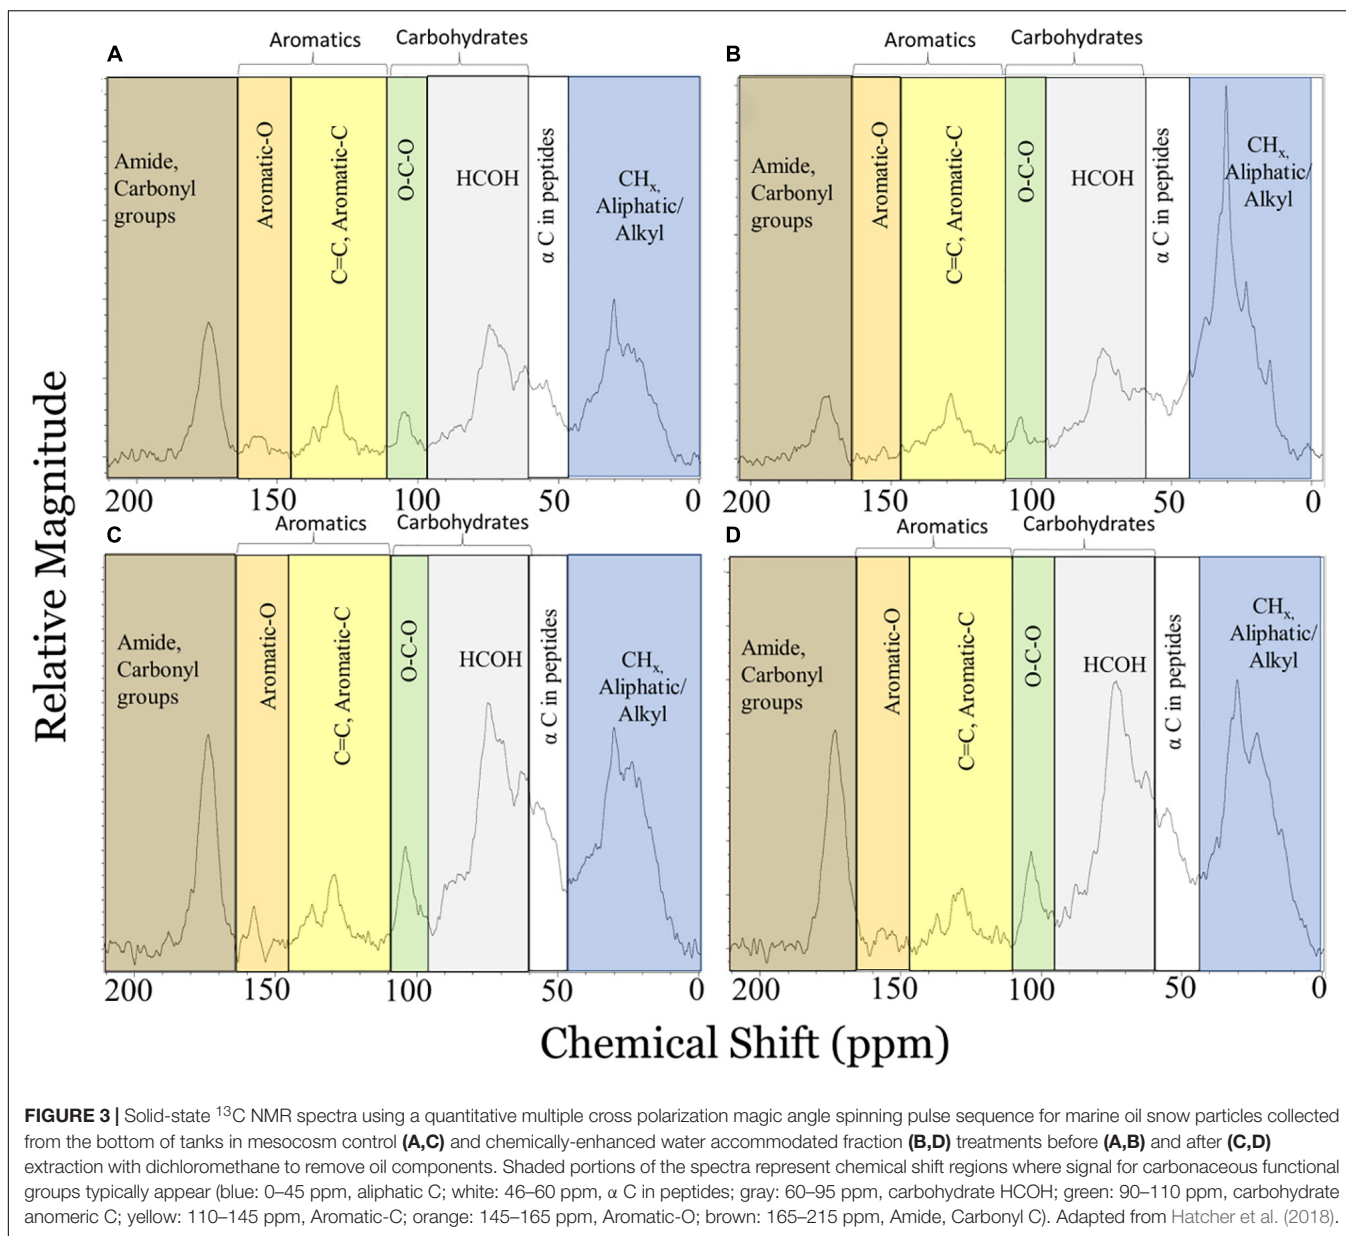 A
Aromatics
Carbohydrates
Amide,
Carbonyl
groups
Aromatic-O
C=C, Aromatic-C
O-C-O
HCOH
α C in peptides
CHx,
Aliphatic/
Alkyl
200
150
100
50
0
B
Aromatics
Carbohydrates
Amide,
Carbonyl
groups
Aromatic-O
C=C, Aromatic-C
O-C-O
HCOH
α C in peptides
CHx,
Aliphatic/
Alkyl
200
150
100
50
0
Relative Magnitude
C
Aromatics
Carbohydrates
Amide,
Carbonyl
groups
Aromatic-O
C=C, Aromatic-C
O-C-O
HCOH
α C in peptides
CHx,
Aliphatic/
Alkyl
200
150
100
50
0
D
Aromatics
Carbohydrates
Amide,
Carbonyl
groups
Aromatic-O
C=C, Aromatic-C
O-C-O
HCOH
α C in peptides
CHx,
Aliphatic/
Alkyl
200
150
100
50
0
Chemical Shift (ppm)
FIGURE 3 | Solid-state 13C NMR spectra using a quantitative multiple cross polarization magic angle spinning pulse sequence for marine oil snow particles collected
from the bottom of tanks in mesocosm control (A,C) and chemically-enhanced water accommodated fraction (B,D) treatments before (A,B) and after (C,D)
extraction with dichloromethane to remove oil components. Shaded portions of the spectra represent chemical shift regions where signal for carbonaceous functional
groups typically appear (blue: 0–45 ppm, aliphatic C; white: 46–60 ppm, α C in peptides; gray: 60–95 ppm, carbohydrate HCOH; green: 90–110 ppm, carbohydrate
anomeric C; yellow: 110–145 ppm, Aromatic-C; orange: 145–165 ppm, Aromatic-O; brown: 165–215 ppm, Amide, Carbonyl C). Adapted from Hatcher et al. (2018).